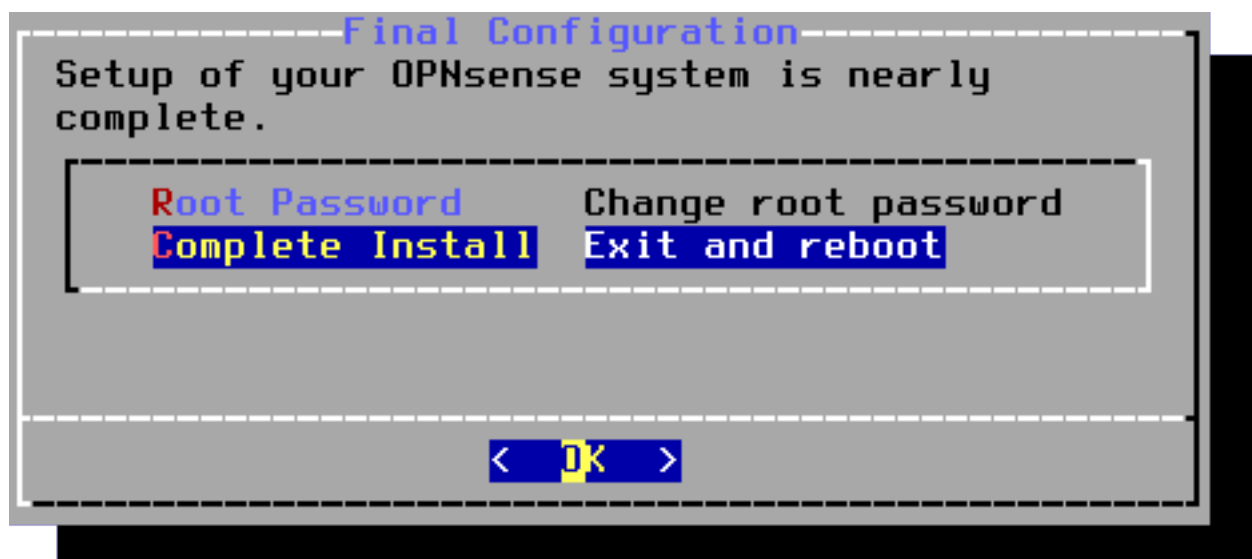 Final Configuration
Setup of your OPNsense system is nearly
complete.
Root Password Change root password
Complete Install Exit and reboot
< OK >